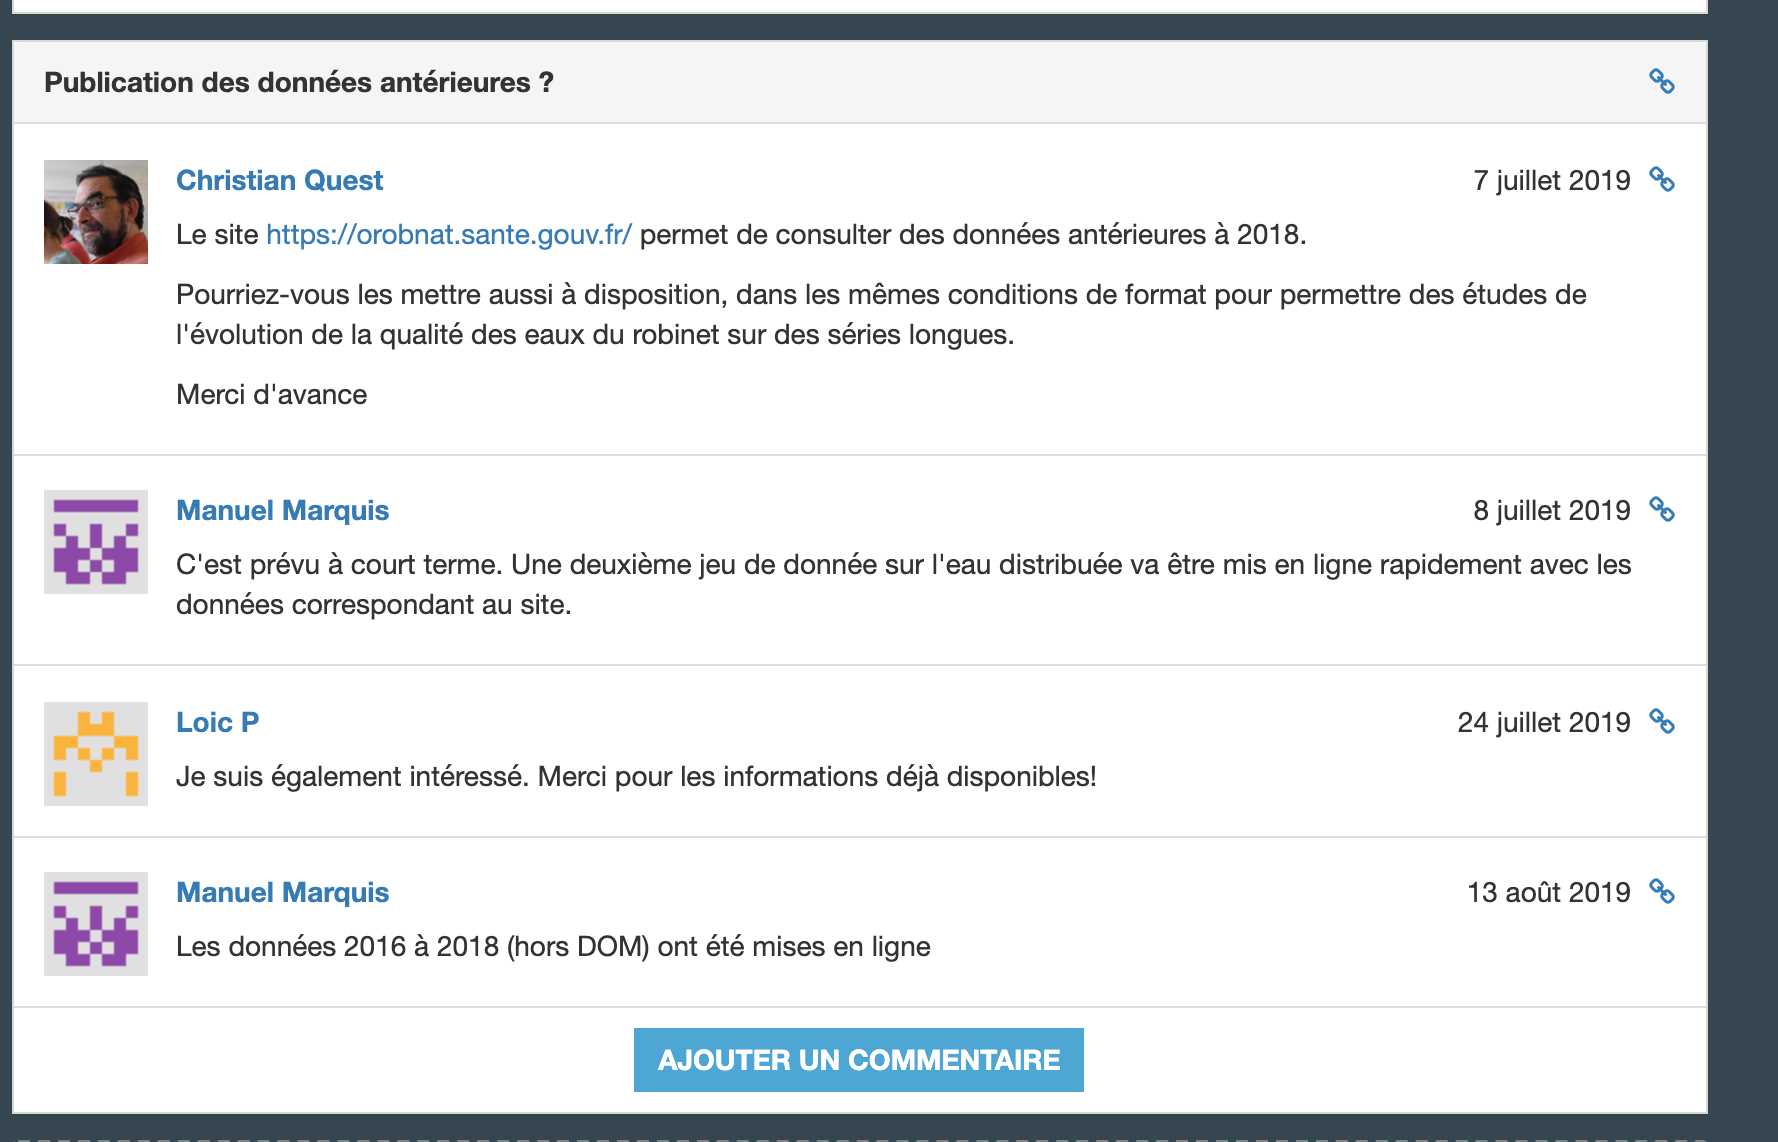 Publication des données antérieures ?
Christian Quest
7 juillet 2019
Le site https://orobnat.sante.gouv.fr/ permet de consulter des données antérieures à 2018.
Pourriez-vous les mettre aussi à disposition, dans les mêmes conditions de format pour permettre des études de
l'évolution de la qualité des eaux du robinet sur des séries longues.
Merci d'avance
Manuel Marquis
8 juillet 2019
C'est prévu à court terme. Une deuxième jeu de donnée sur l'eau distribuée va être mis en ligne rapidement avec les
données correspondant au site.
Loic P
24 juillet 2019
Je suis également intéressé. Merci pour les informations déjà disponibles!
Manuel Marquis
13 août 2019
Les données 2016 à 2018 (hors DOM) ont été mises en ligne
AJOUTER UN COMMENTAIRE